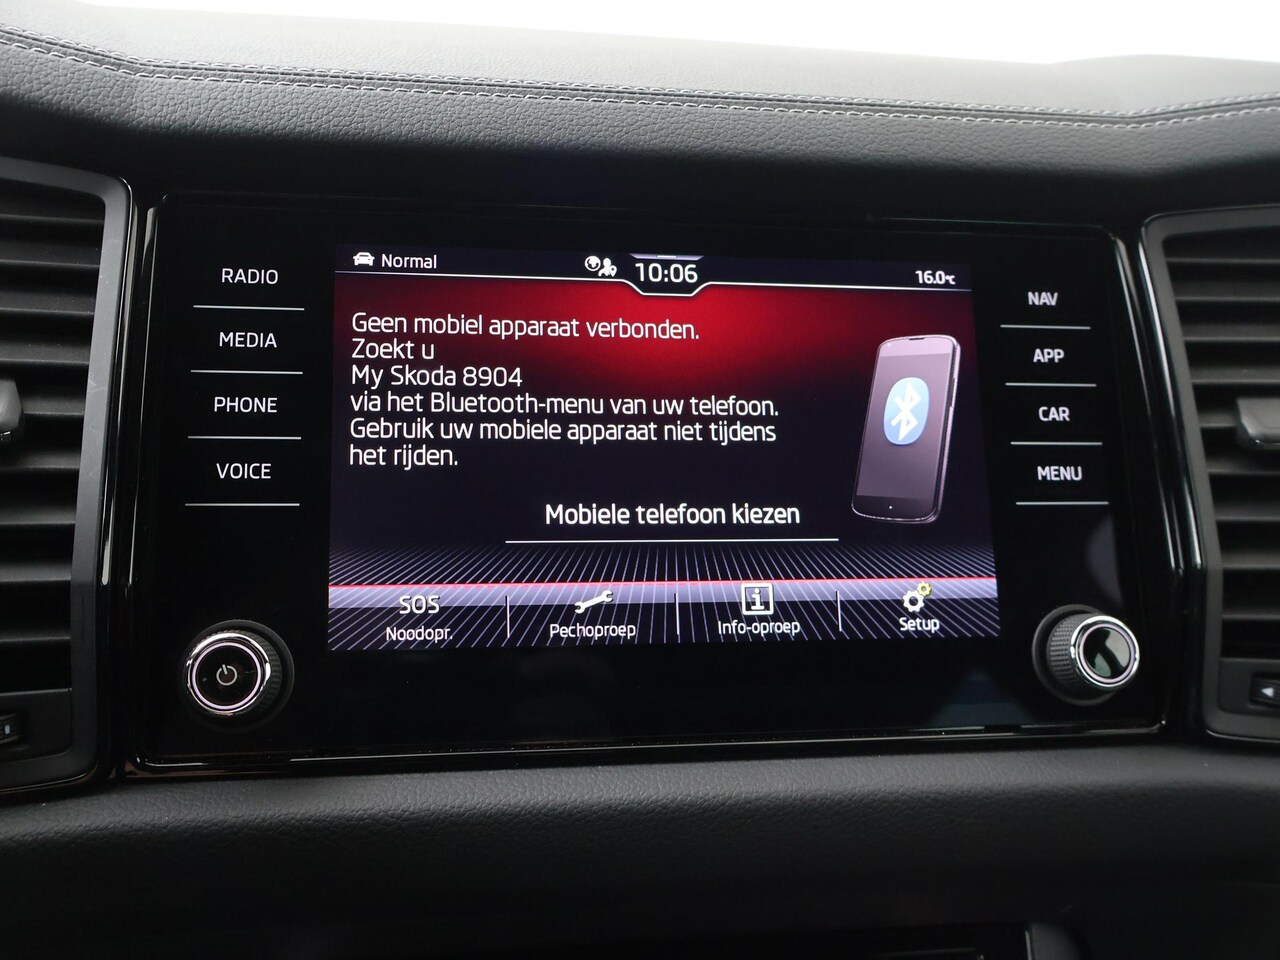 RADIO
MEDIA
PHONE
VOICE
Normal
10:06
16.0°C
Geen mobiel apparaat verbonden.
Zoekt u
My Skoda 8904
via het Bluetooth-menu van uw telefoon.
Gebruik uw mobiele apparaat niet tijdens
het rijden.
Mobiele telefoon kiezen
SOS
Noodopr.
Pechoproep
Info-oproep
Setup
NAV
APP
CAR
MENU